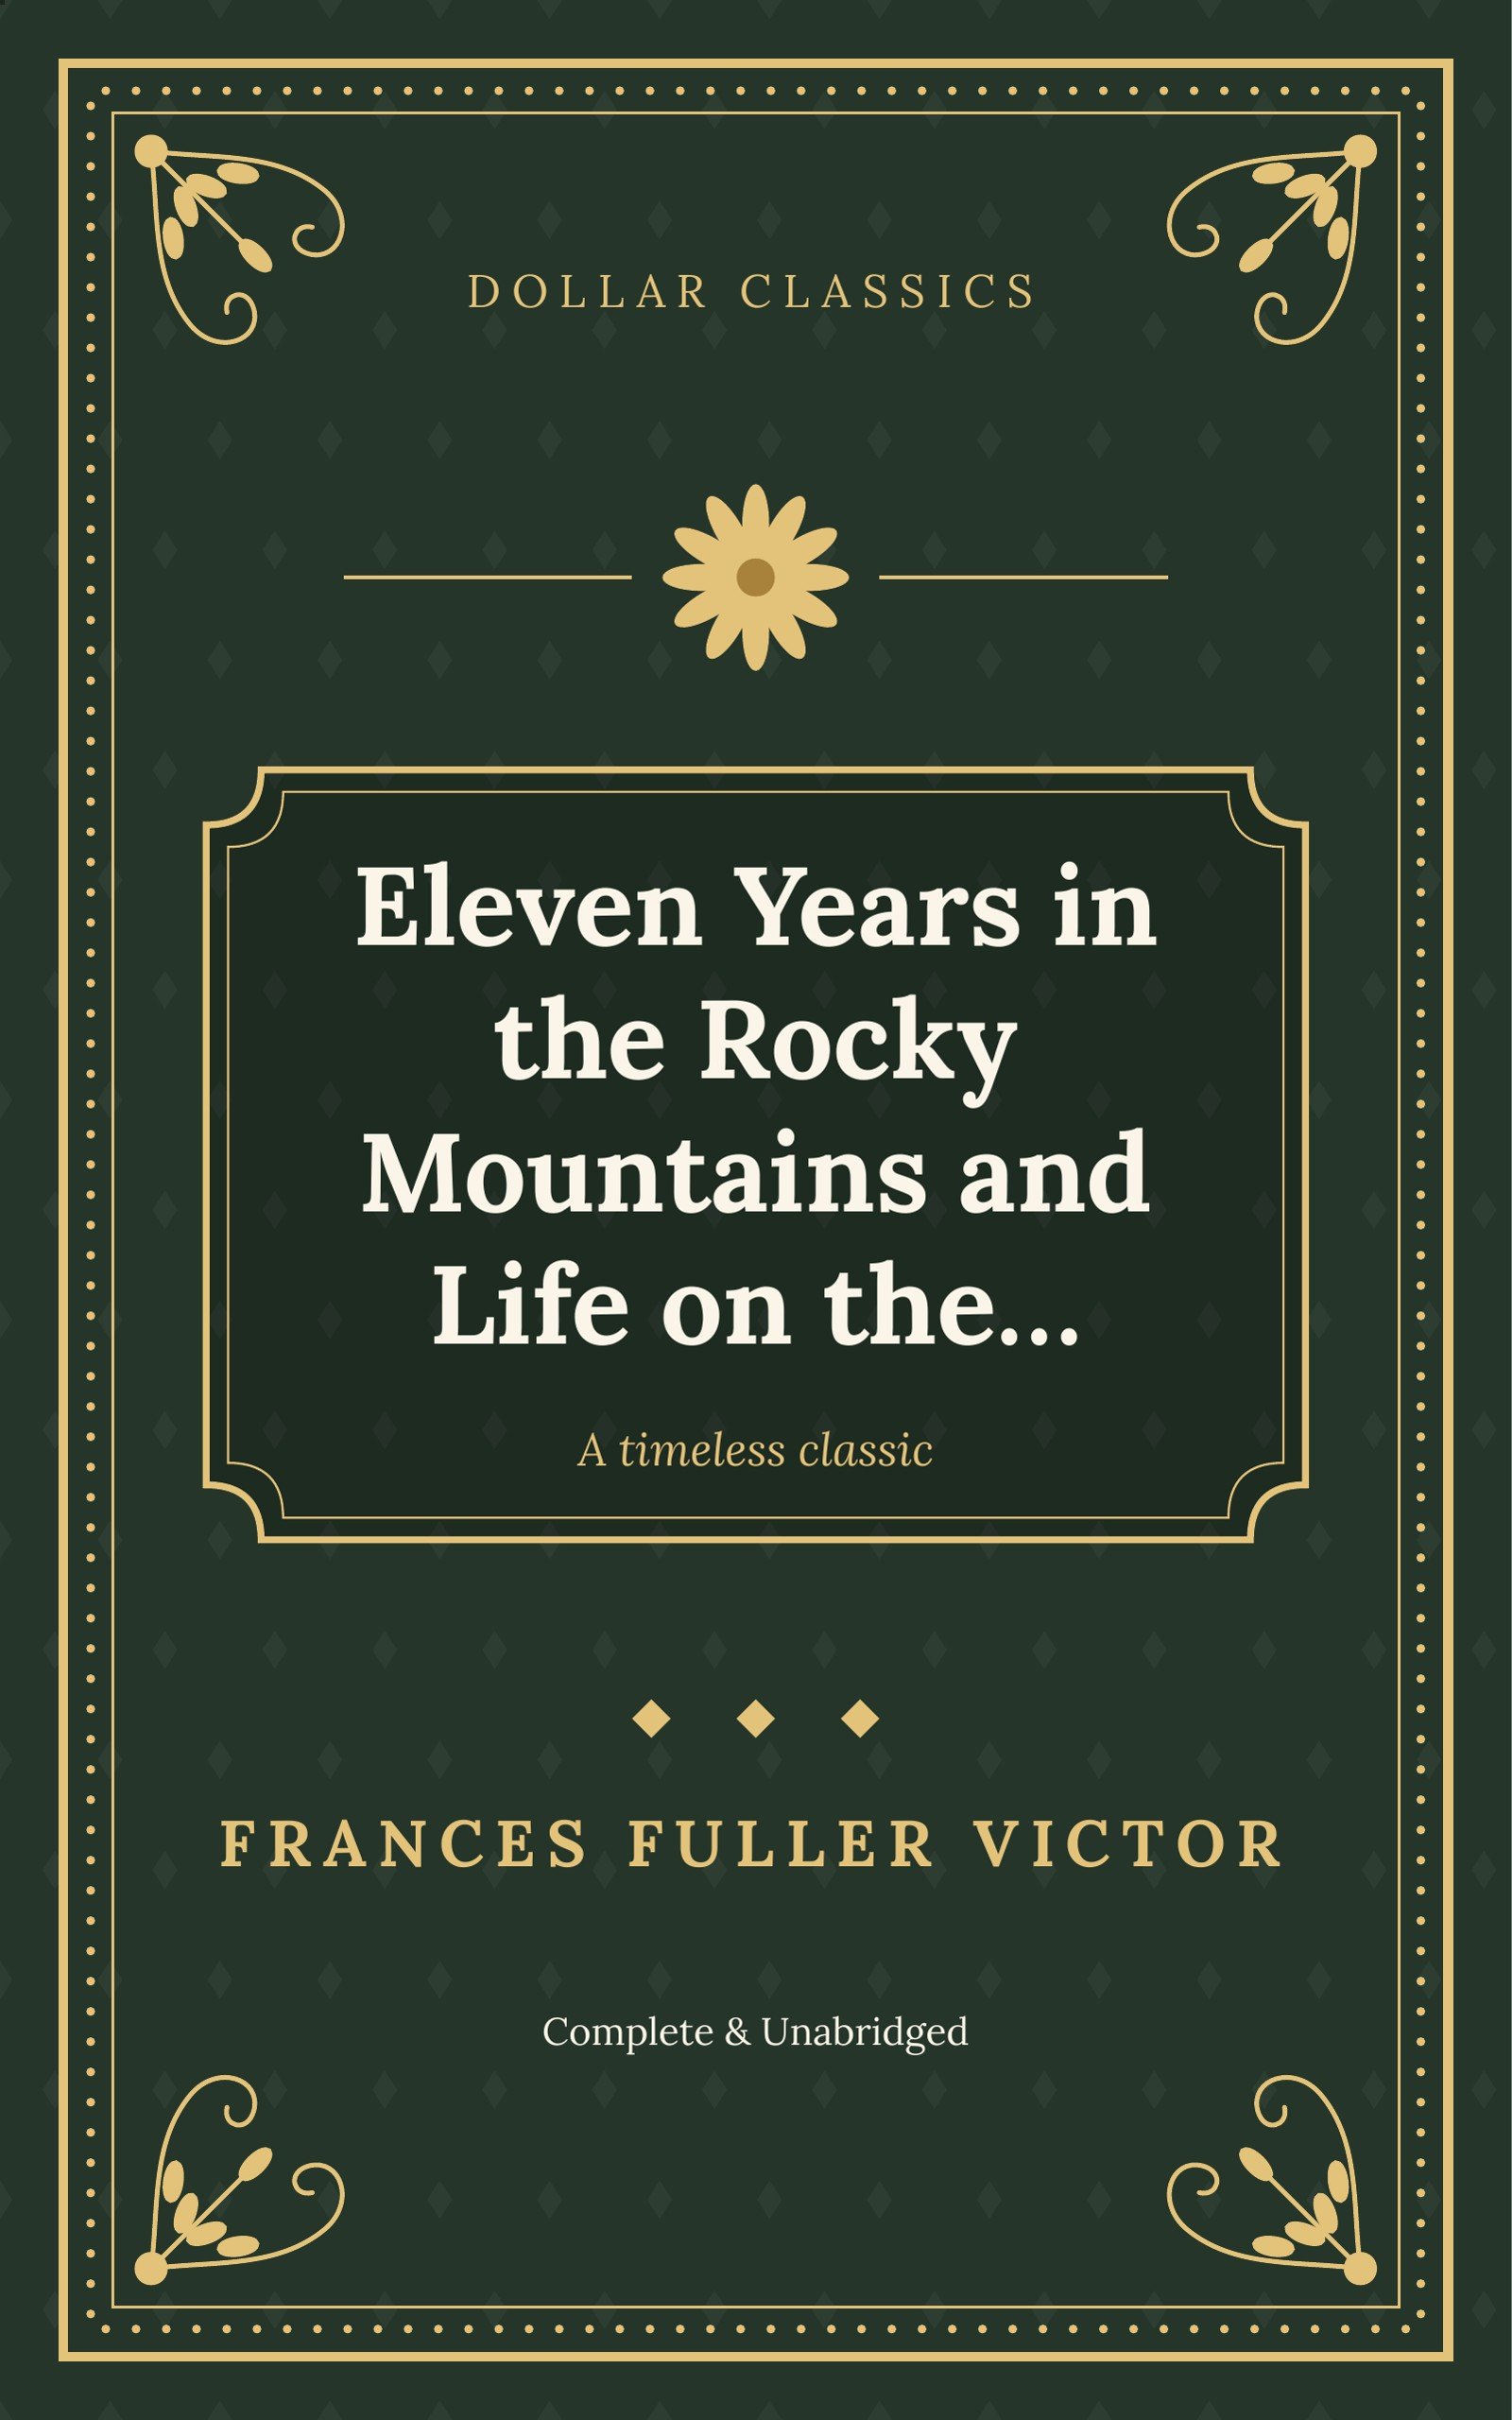 DOLLAR CLASSICS
Eleven Years in
the Rocky
Mountains and
Life on the...
A timeless classic
FRANCES FULLER VICTOR
Complete & Unabridged